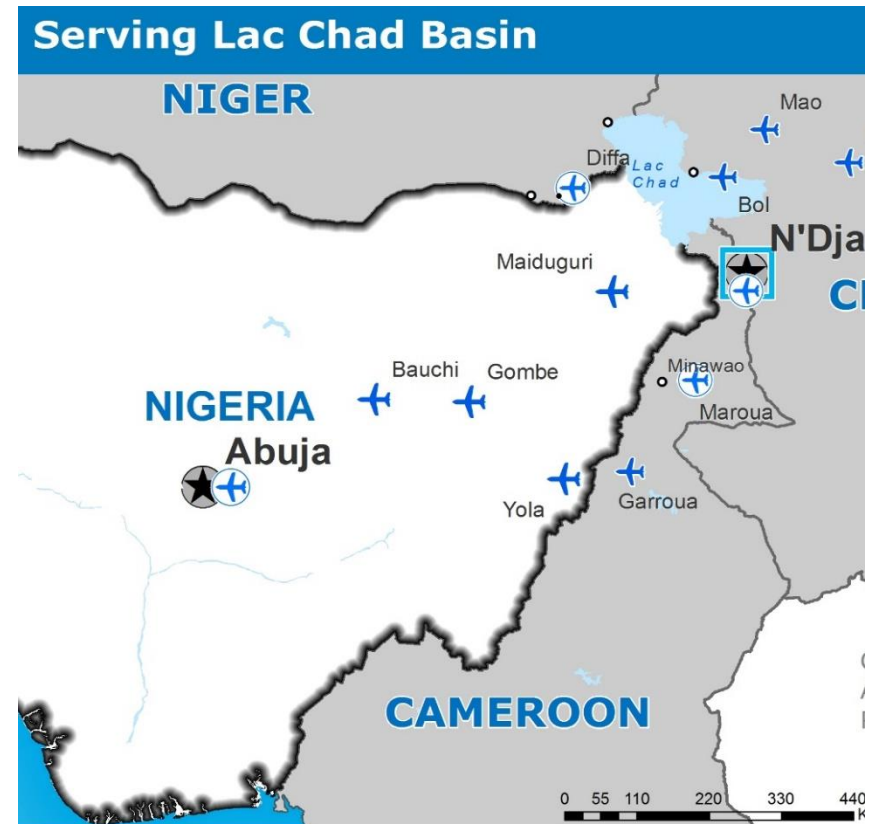 Serving Lac Chad Basin
NIGER
Mao
Diffa
Lac
Chad
Bol
N'Dja
Maiduguri
Minawao
Bauchi
Gombe
NIGERIA
Maroua
Abuja
Yola
Garroua
CAMEROON
0 55 110 220 330 440